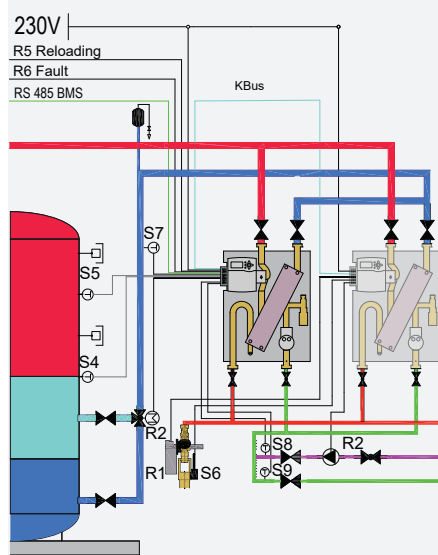 230V
R5 Reloading
R6 Fault
KBus
RS 485 BMS
S7
S5
S4
R2
S8
R2
R1
S6
S9